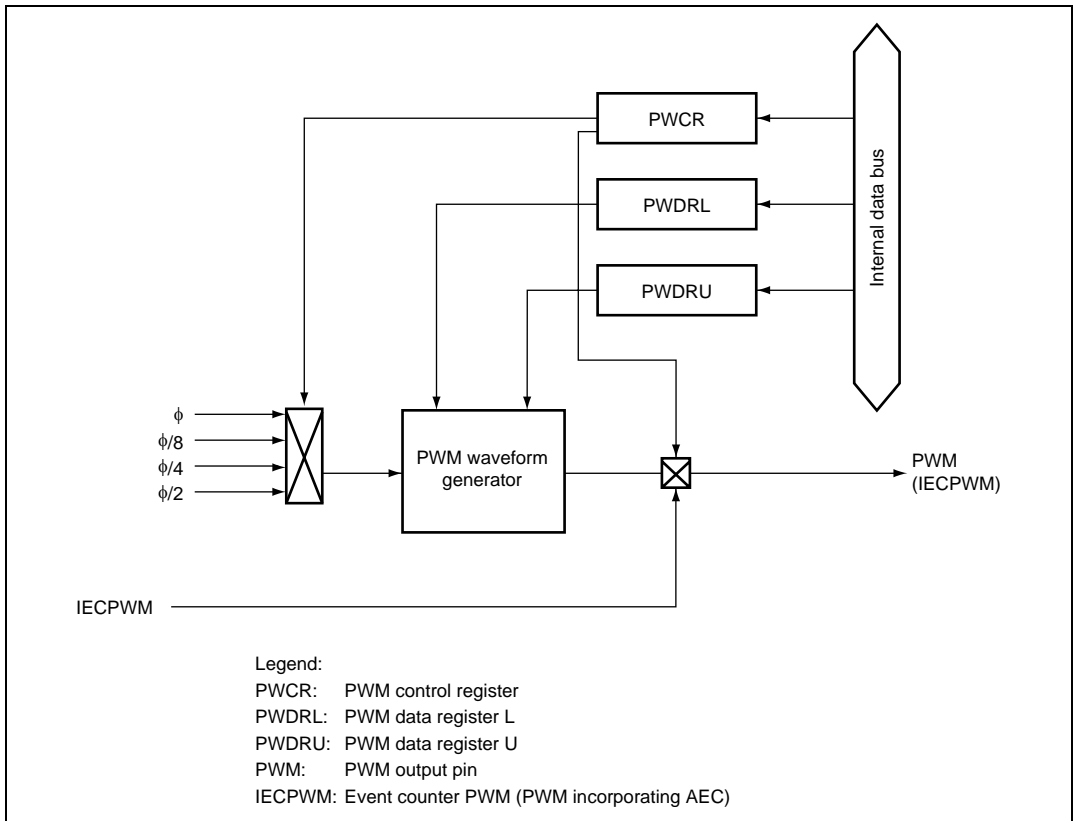 PWCR
PWDRL
PWDRU
Internal data bus
ϕ
ϕ/8
ϕ/4
ϕ/2
PWM waveform
generator
PWM
(IECPWM)
IECPWM
Legend:
PWCR: PWM control register
PWDRL: PWM data register L
PWDRU: PWM data register U
PWM: PWM output pin
IECPWM: Event counter PWM (PWM incorporating AEC)